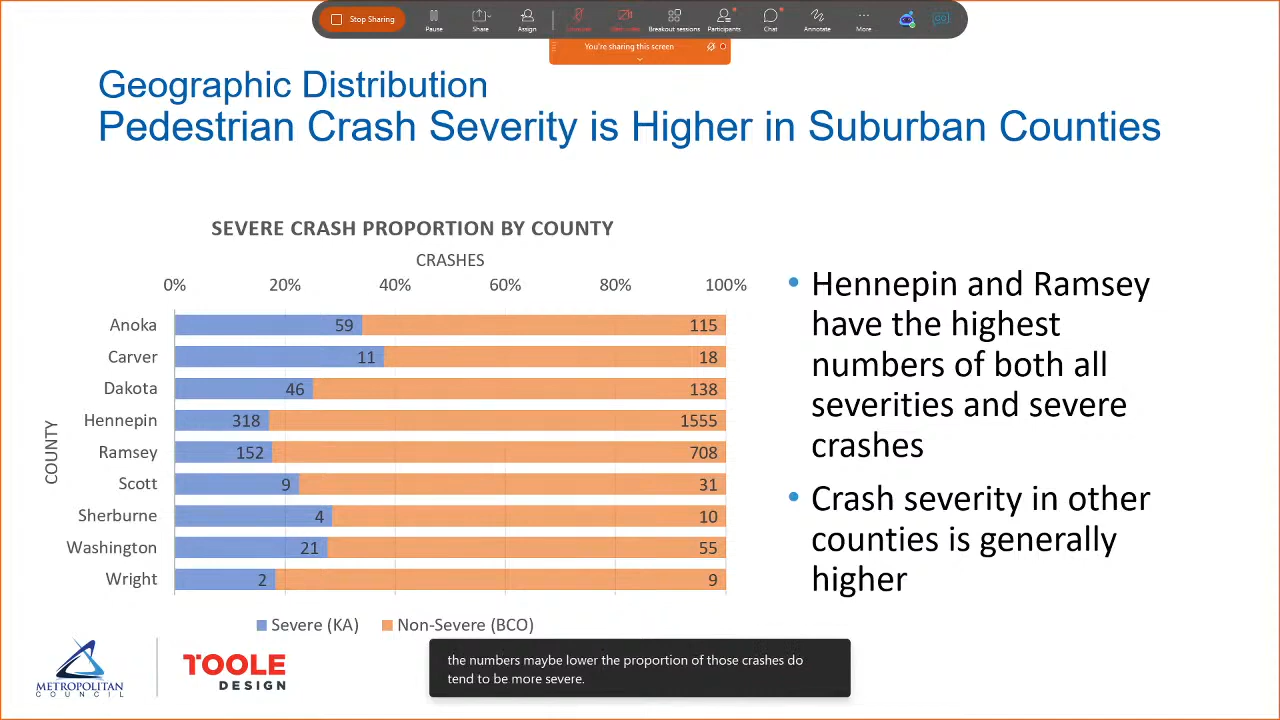 Stop Sharing
Pause
Share
Assign
Breakout sessions
Participants
Chat
Annotate
More
You're sharing this screen
Geographic Distribution
Pedestrian Crash Severity is Higher in Suburban Counties
SEVERE CRASH PROPORTION BY COUNTY
CRASHES
0% 20% 40% 60% 80% 100%
COUNTY
Anoka 59 115
Carver 11 18
Dakota 46 138
Hennepin 318 1555
Ramsey 152 708
Scott 9 31
Sherburne 4 10
Washington 21 55
Wright 2 9
Severe (KA) Non-Severe (BCO)
• Hennepin and Ramsey
have the highest
numbers of both all
severities and severe
crashes
• Crash severity in other
counties is generally
higher
METROPOLITAN
COUNCIL
TOOLE
DESIGN
the numbers maybe lower the proportion of those crashes do
tend to be more severe.